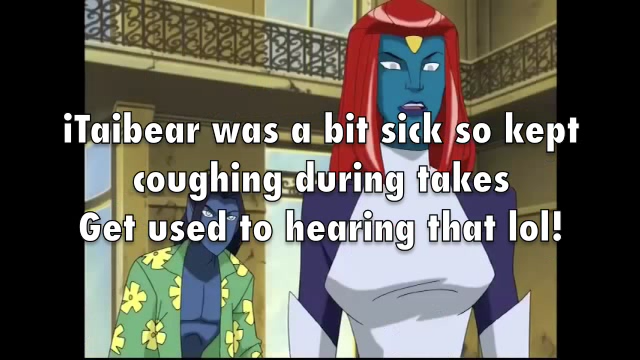 iTaibear was a bit sick so kept
coughing during takes
Get used to hearing that lol!